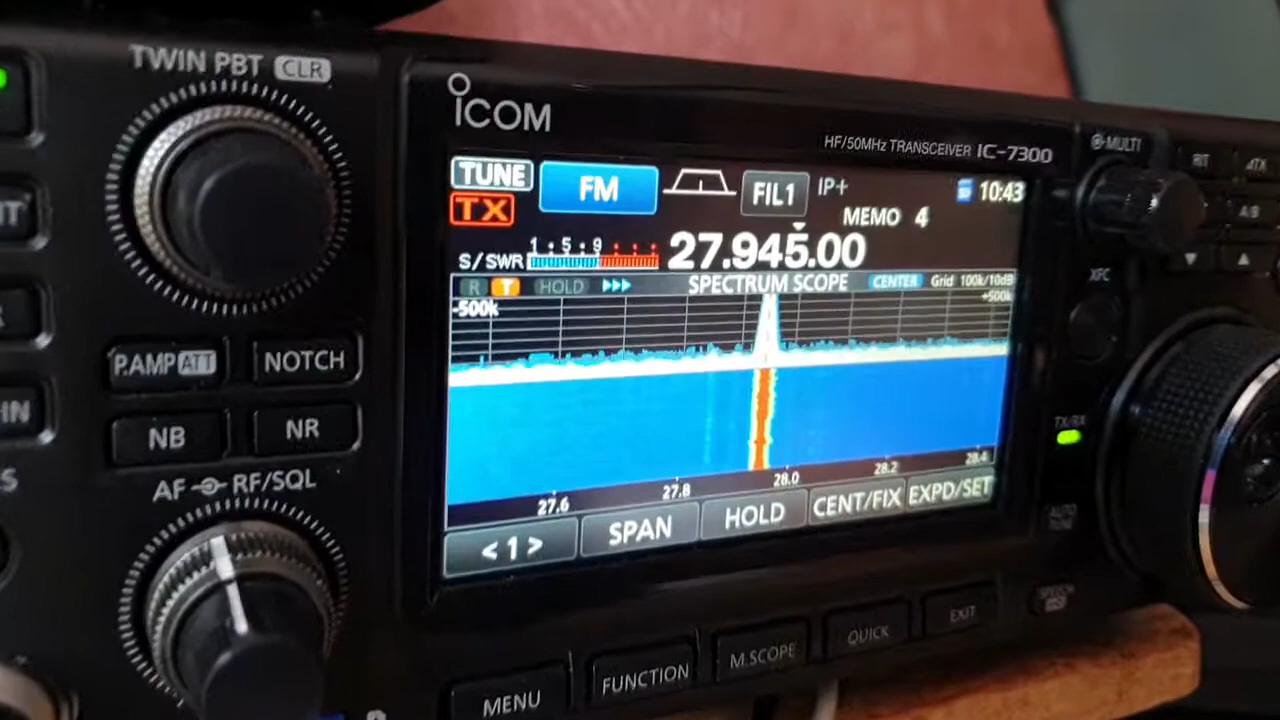 TWIN PBT CLR
ICOM
HF/50MHz TRANSCEIVER IC-7300
MULTI
RIT
ΔTX
TUNE FM FIL1 IP+ 10:43
TX MEMO 4
A/B
S/SWR 1 • 5 • 9 27.945.00
R T HOLD SPECTRUM SCOPE CENTER Grid 100k/10dB
-500k +500k
XFC
P.AMP ATT NOTCH
NB NR
TX/RX
AF RF/SQL
27.6 27.8 28.0 28.2 28.4
<1> SPAN HOLD CENT/FIX EXPD/SET
AUTO
TUNE
SPEECH
MENU FUNCTION M.SCOPE QUICK EXIT